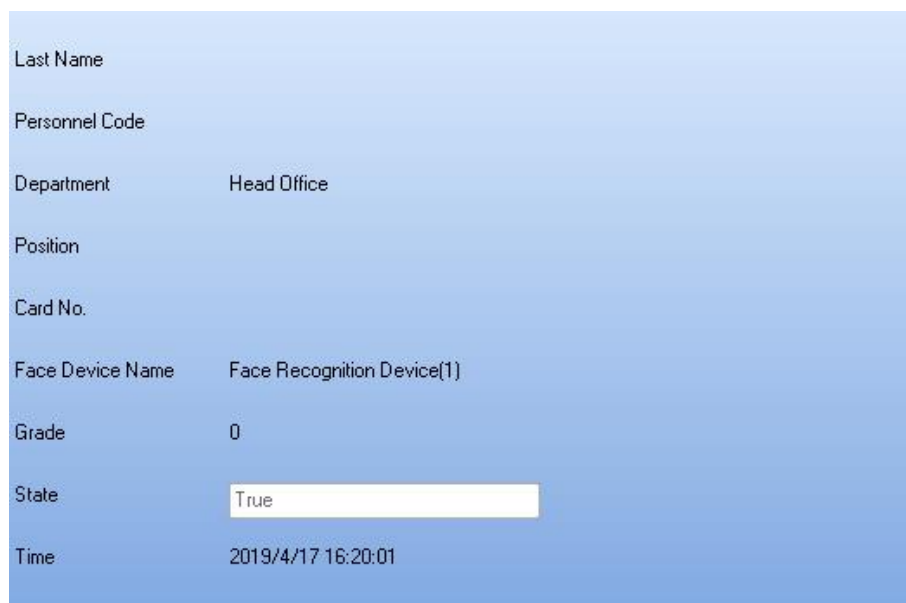 Last Name
Personnel Code
Department Head Office
Position
Card No.
Face Device Name Face Recognition Device(1)
Grade 0
State True
Time 2019/4/17 16:20:01